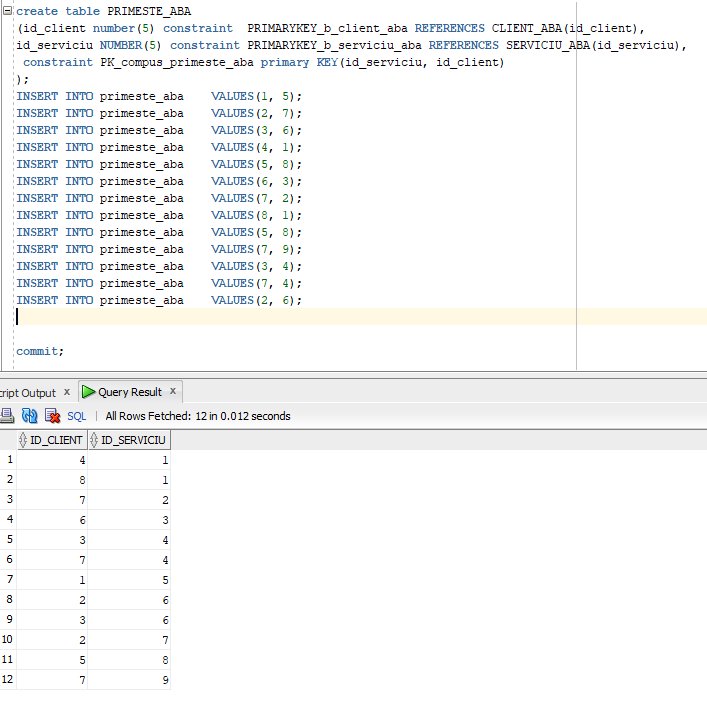 create table PRIMESTE_ABA
(id_client number(5) constraint  PRIMARYKEY_b_client_aba REFERENCES CLIENT_ABA(id_client),
id_serviciu NUMBER(5) constraint PRIMARYKEY_b_serviciu_aba REFERENCES SERVICIU_ABA(id_serviciu),
 constraint PK_compus_primeste_aba primary KEY(id_serviciu, id_client)
);
INSERT INTO primeste_aba    VALUES(1, 5);
INSERT INTO primeste_aba    VALUES(2, 7);
INSERT INTO primeste_aba    VALUES(3, 6);
INSERT INTO primeste_aba    VALUES(4, 1);
INSERT INTO primeste_aba    VALUES(5, 8);
INSERT INTO primeste_aba    VALUES(6, 3);
INSERT INTO primeste_aba    VALUES(7, 2);
INSERT INTO primeste_aba    VALUES(8, 1);
INSERT INTO primeste_aba    VALUES(5, 8);
INSERT INTO primeste_aba    VALUES(7, 9);
INSERT INTO primeste_aba    VALUES(3, 4);
INSERT INTO primeste_aba    VALUES(7, 4);
INSERT INTO primeste_aba    VALUES(2, 6);
commit;
cript Output x Query Result x
SQL | All Rows Fetched: 12 in 0.012 seconds
ID_CLIENT ID_SERVICIU
1 4 1
2 8 1
3 7 2
4 6 3
5 3 4
6 7 4
7 1 5
8 2 6
9 3 6
10 2 7
11 5 8
12 7 9